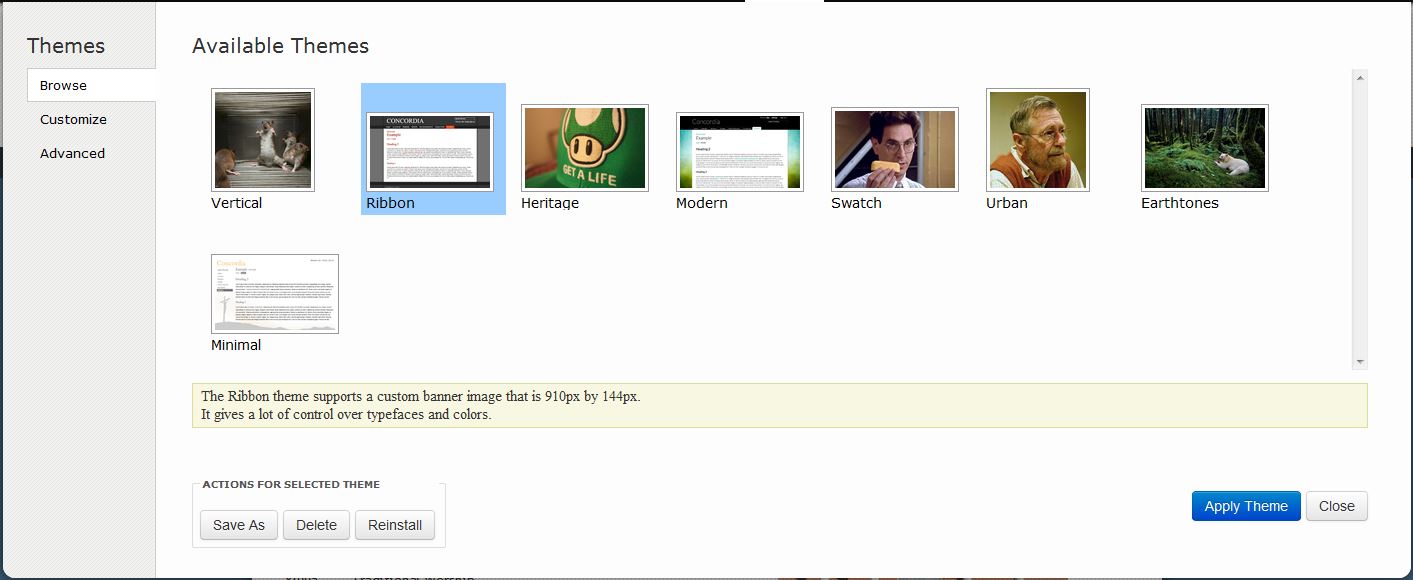 Themes
Browse
Customize
Advanced
Available Themes
CONCORDIA
Example
GET A LIFE
Concordia
Example
Vertical
Ribbon
Heritage
Modern
Swatch
Urban
Earthtones
Concordia
Minimal
The Ribbon theme supports a custom banner image that is 910px by 144px.
It gives a lot of control over typefaces and colors.
ACTIONS FOR SELECTED THEME
Save As
Delete
Reinstall
Apply Theme
Close